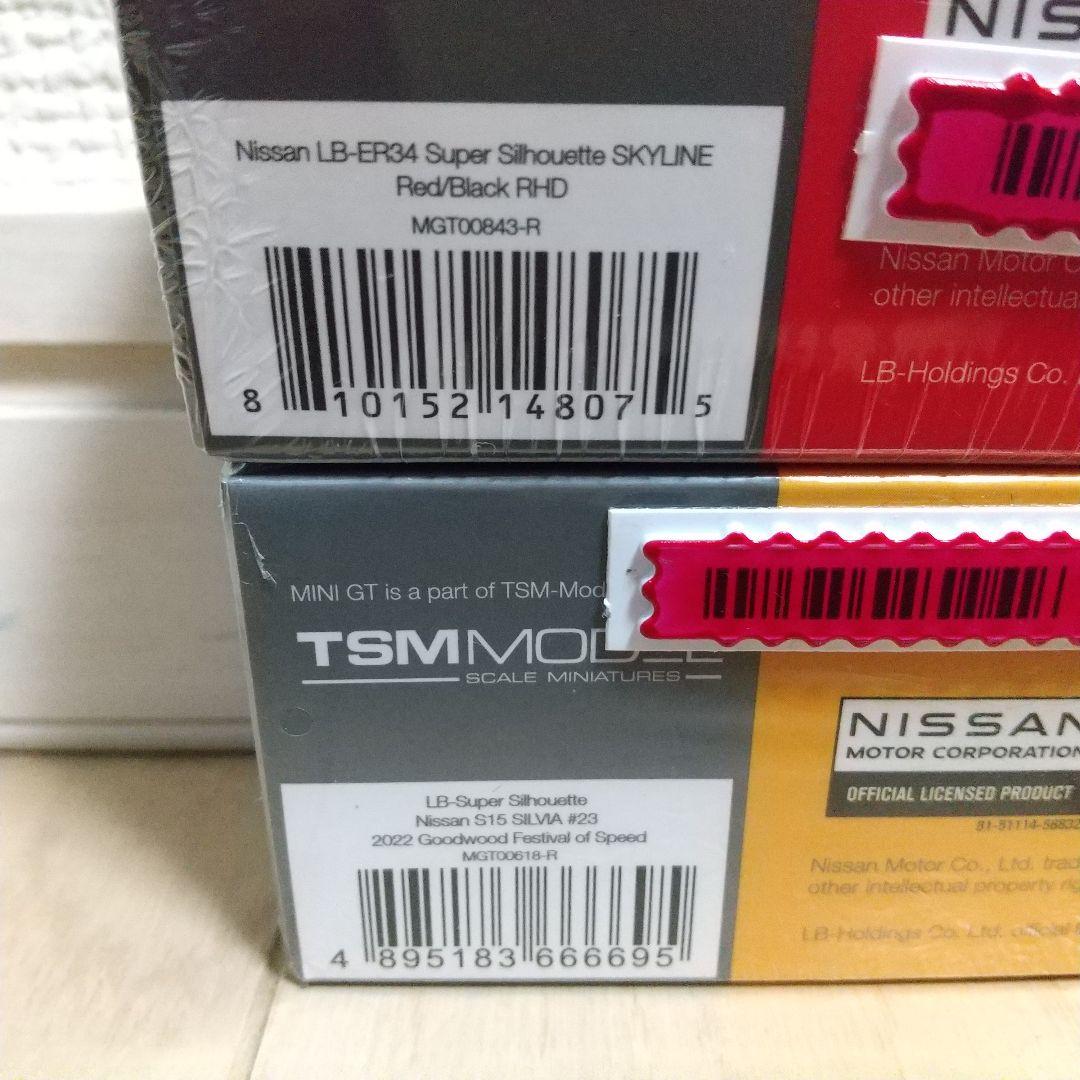 NIS
Nissan LB-ER34 Super Silhouette SKYLINE
Red/Black RHD
MGT00843-R
8 10152 14807 5
Nissan Motor
other intellectua
LB-Holdings Co.
MINI GT is a part of TSM-Mod
TSMMODEL
SCALE MINIATURES
NISSAN
MOTOR CORPORATION
OFFICIAL LICENSED PRODUCT
LB-Super Silhouette
Nissan S15 SILVIA #23
2022 Goodwood Festival of Speed
MGT00618-R
4 895183 666695
Nissan Motor Co., Ltd. trad
other intellectual property rig
LB-Holdings Co. Ltd. official